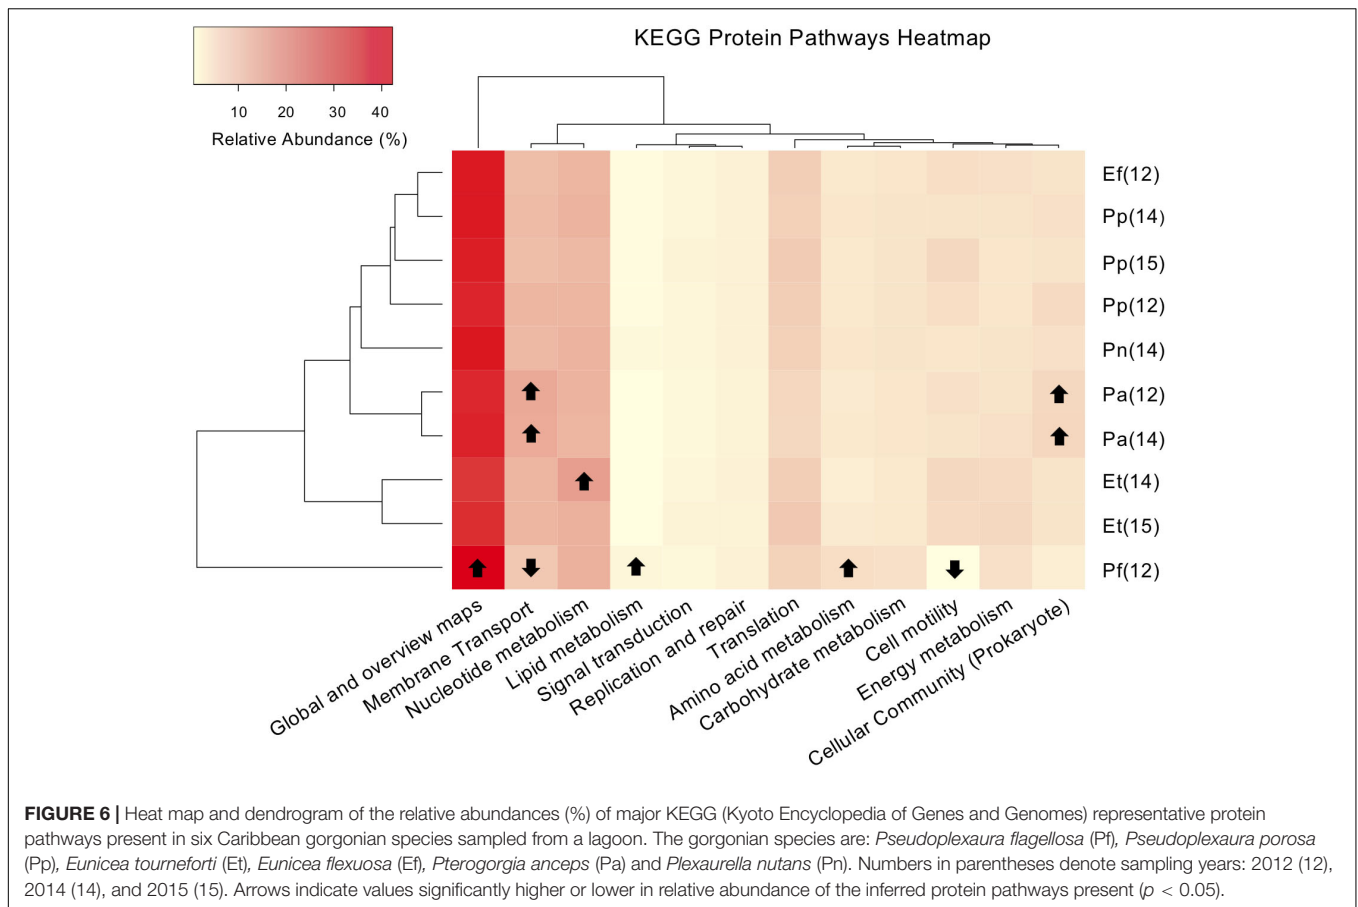 KEGG Protein Pathways Heatmap
10 20 30 40
Relative Abundance (%)
Ef(12)
Pp(14)
Pp(15)
Pp(12)
Pn(14)
Pa(12)
Pa(14)
Et(14)
Et(15)
Pf(12)
Global and overview maps
Membrane Transport
Nucleotide metabolism
Lipid metabolism
Signal transduction
Replication and repair
Translation
Amino acid metabolism
Carbohydrate metabolism
Cell motility
Energy metabolism
Cellular Community (Prokaryote)
FIGURE 6 | Heat map and dendrogram of the relative abundances (%) of major KEGG (Kyoto Encyclopedia of Genes and Genomes) representative protein
pathways present in six Caribbean gorgonian species sampled from a lagoon. The gorgonian species are: Pseudoplexaura flagellosa (Pf), Pseudoplexaura porosa
(Pp), Eunicea tourneforti (Et), Eunicea flexuosa (Ef), Pterogorgia anceps (Pa) and Plexaurella nutans (Pn). Numbers in parentheses denote sampling years: 2012 (12),
2014 (14), and 2015 (15). Arrows indicate values significantly higher or lower in relative abundance of the inferred protein pathways present (p < 0.05).